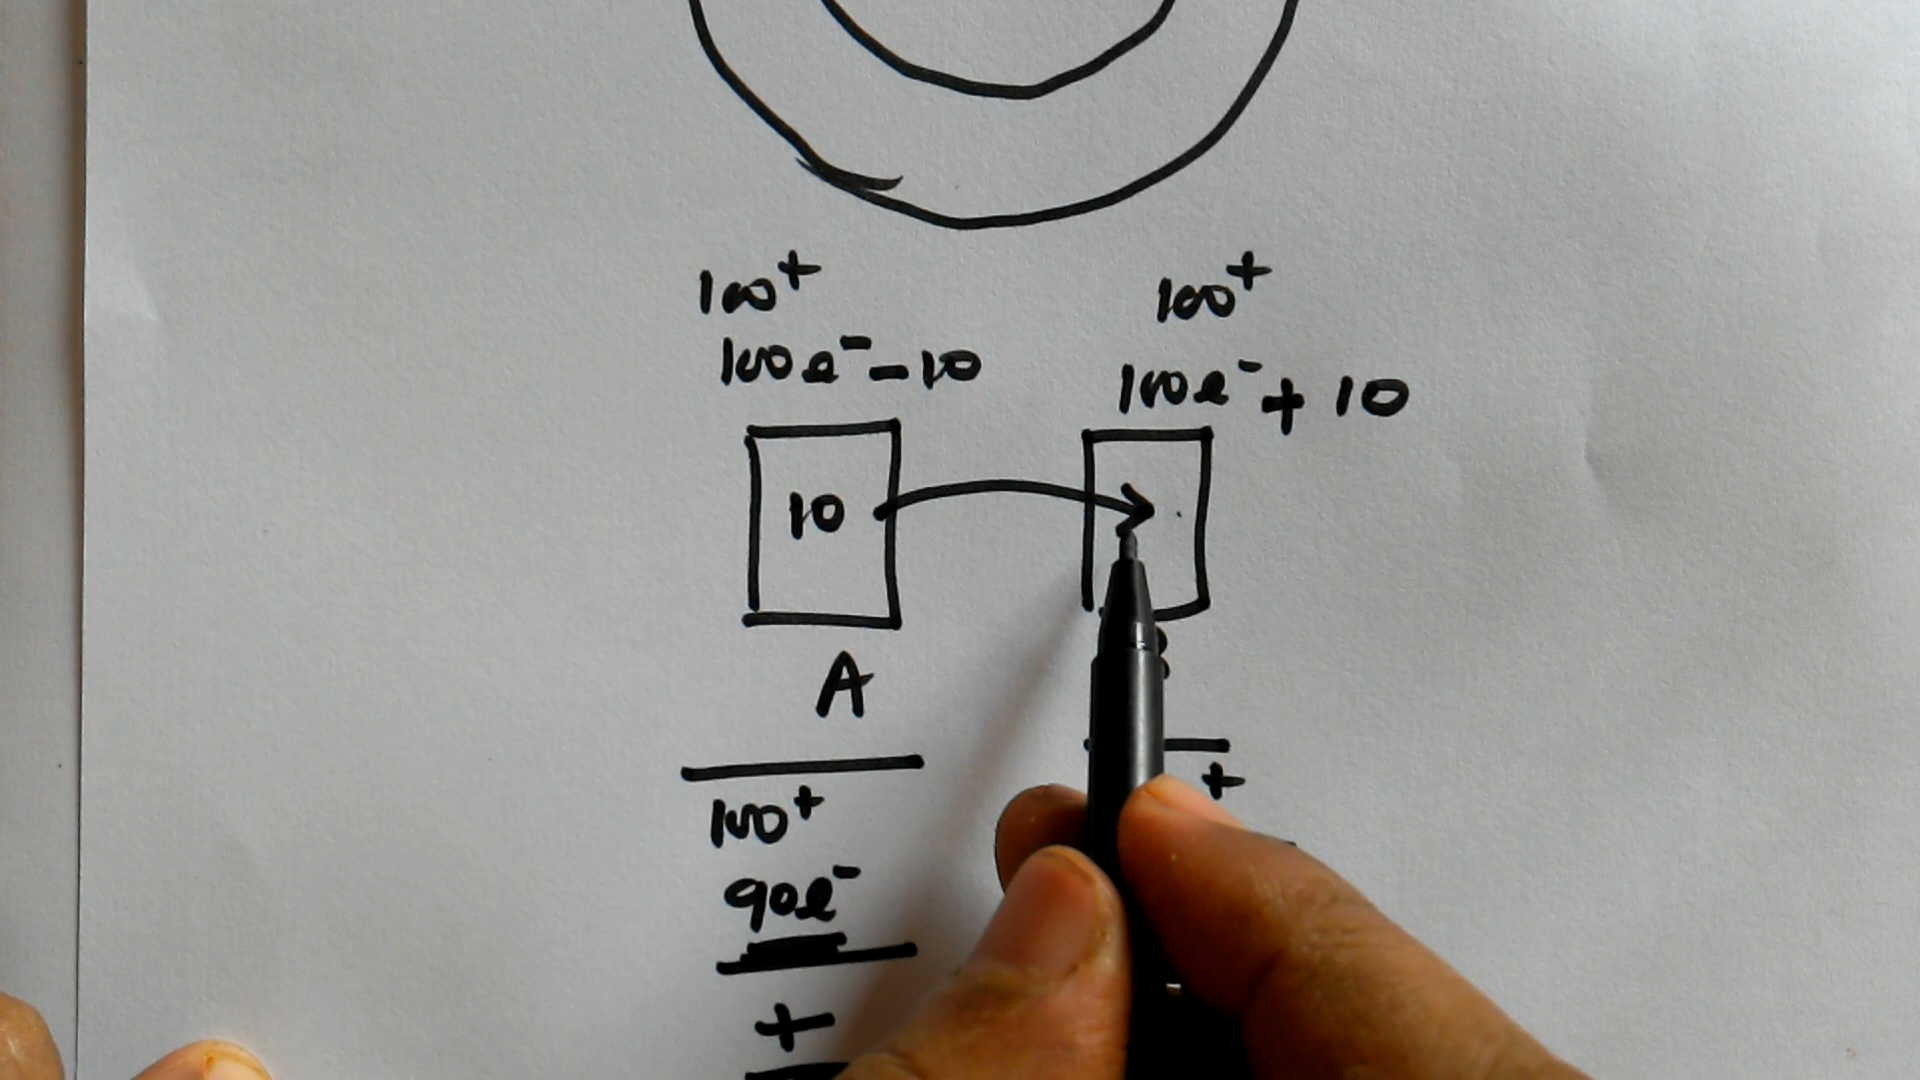 100⁺ 100⁺
100e⁻ - 10 100e⁻ + 10
10
A
100⁺ +
90e⁻
+